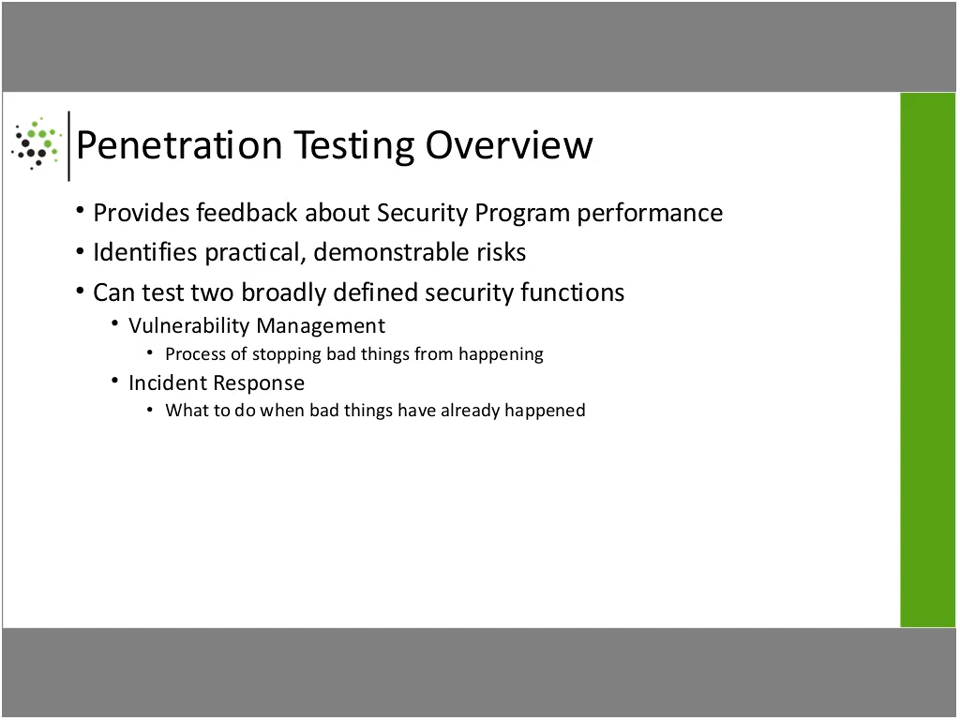 Penetration Testing Overview
• Provides feedback about Security Program performance
• Identifies practical, demonstrable risks
• Can test two broadly defined security functions
• Vulnerability Management
• Process of stopping bad things from happening
• Incident Response
• What to do when bad things have already happened